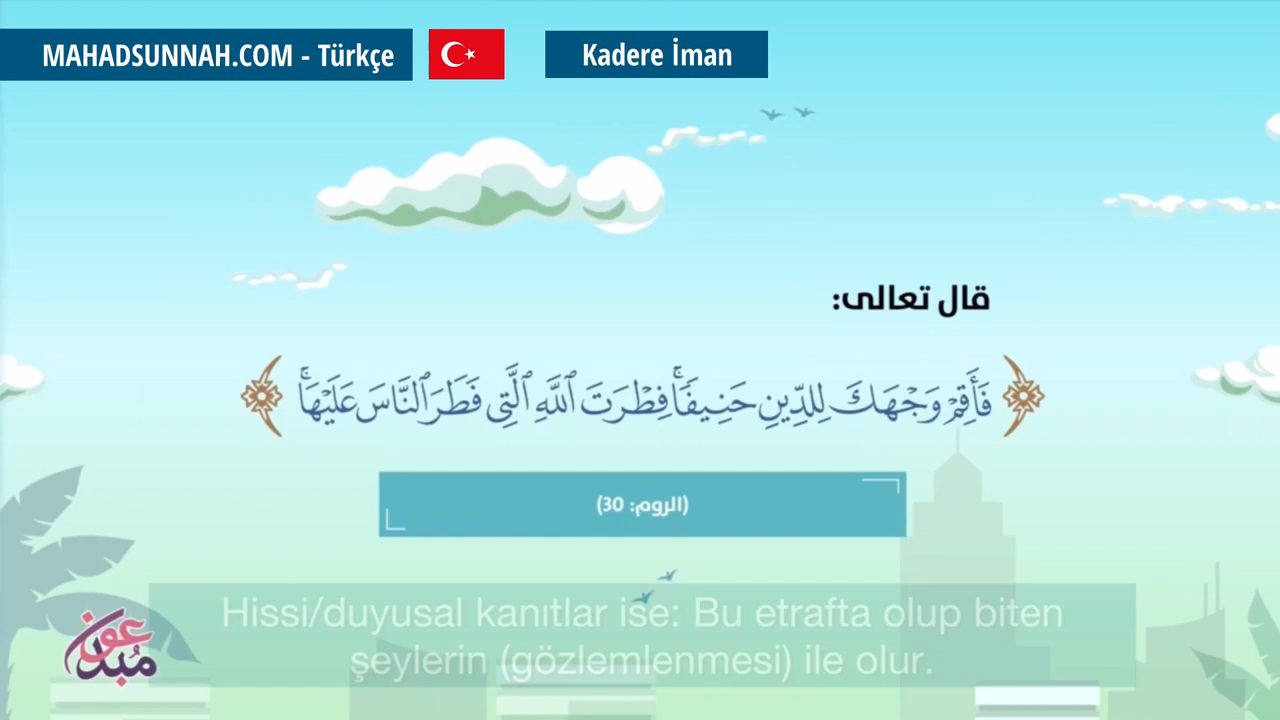 MAHADSUNNAH.COM - Türkçe
Kadere İman
قال تعالى:
فَأَقِمْ وَجْهَكَ لِلدِّينِ حَنِيفًاۚ فِطْرَتَ ٱللَّهِ ٱلَّتِى فَطَرَ ٱلنَّاسَ عَلَيْهَاۚ
(الروم: 30)
Hissi/duyusal kanıtlar ise: Bu etrafta olup biten
şeylerin (gözlemlenmesi) ile olur.
مُبدعون